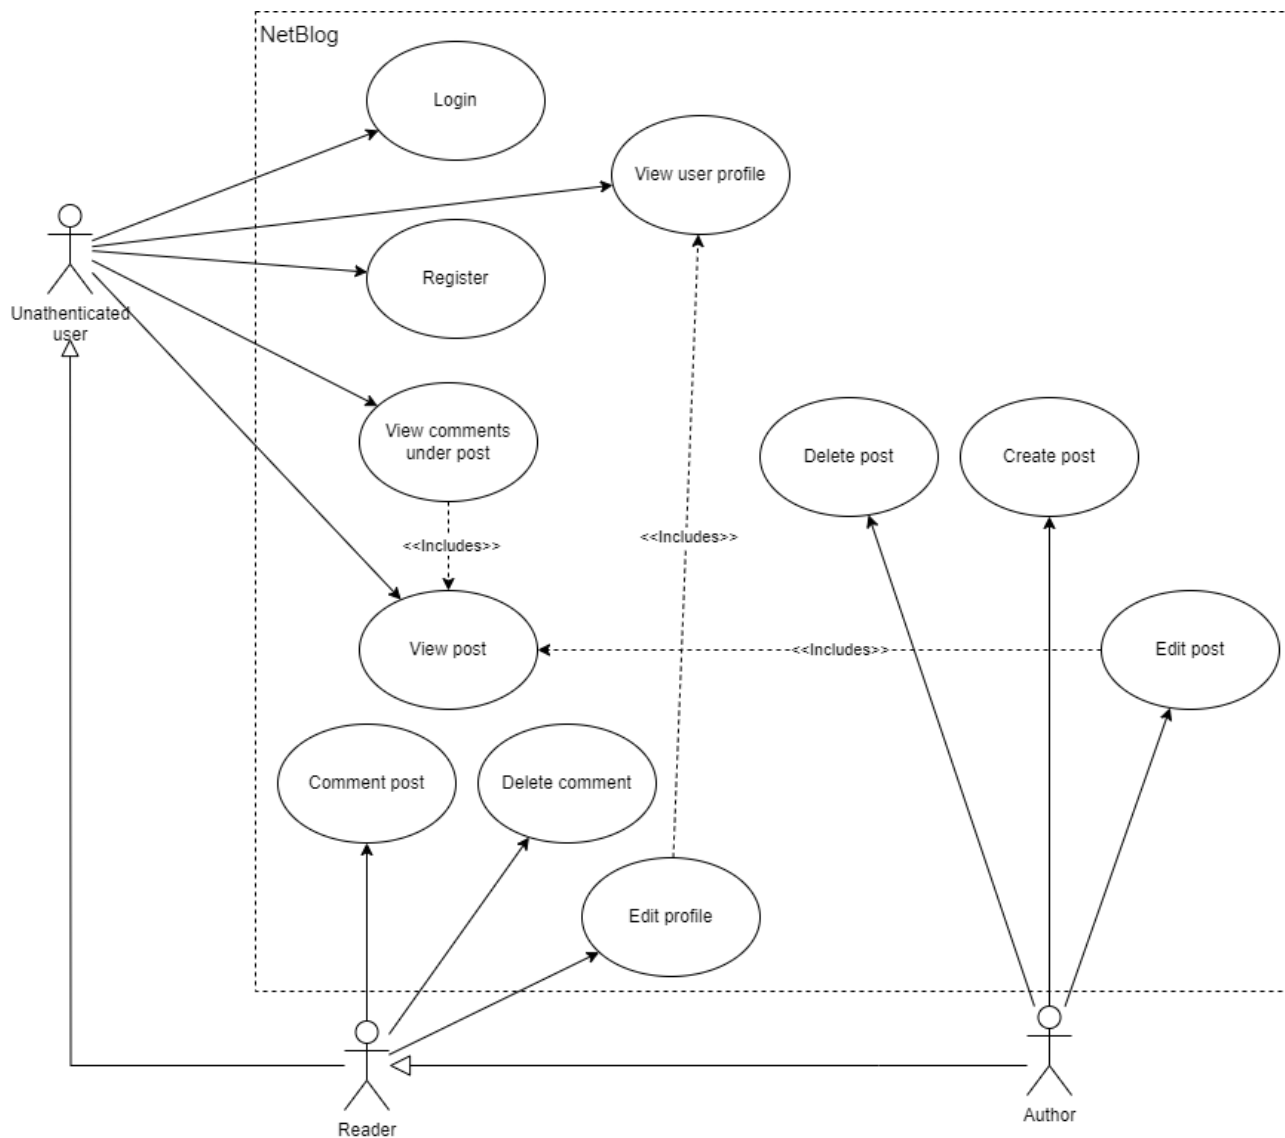 NetBlog
Login
View user profile
Register
Unathenticated
user
View comments
under post
Delete post
Create post
<<Includes>>
<<Includes>>
View post
<<Includes>>
Edit post
Comment post
Delete comment
Edit profile
Author
Reader